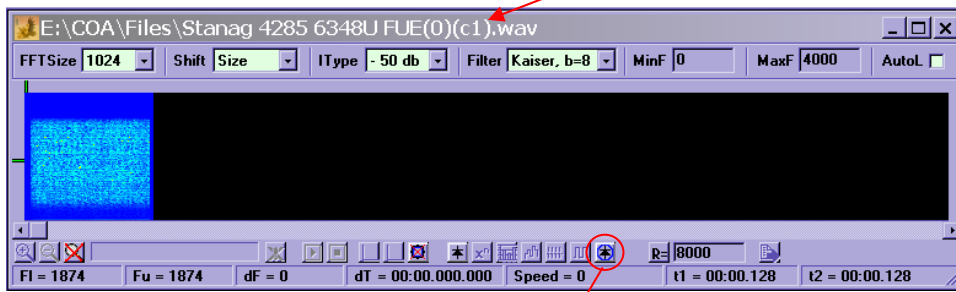 E:\COA\Files\Stanag 4285 6348U FUE(0)(c1).wav
FFTSize 1024 Shift Size IType - 50 db Filter Kaiser, b=8 MinF 0 MaxF 4000 AutoL
R= 8000
Fl = 1874 Fu = 1874 dF = 0 dT = 00:00.000.000 Speed = 0 t1 = 00:00.128 t2 = 00:00.128